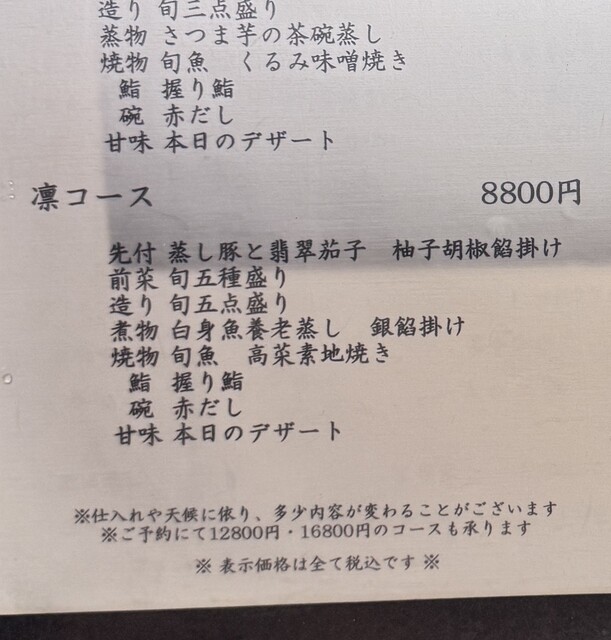 造り 旬三点盛り
蒸物 さつま芋の茶碗蒸し
焼物 旬魚　くるみ味噌焼き
鮨 握り鮨
碗 赤だし
甘味 本日のデザート
凛コース 8800円
先付 蒸し豚と翡翠茄子　柚子胡椒餡掛け
前菜 旬五種盛り
造り 旬五点盛り
煮物 白身魚養老蒸し　銀餡掛け
焼物 旬魚　高菜素地焼き
鮨 握り鮨
碗 赤だし
甘味 本日のデザート
※仕入れや天候に依り、多少内容が変わることがございます
※ご予約にて12800円・16800円のコースも承ります
※ 表示価格は全て税込です ※